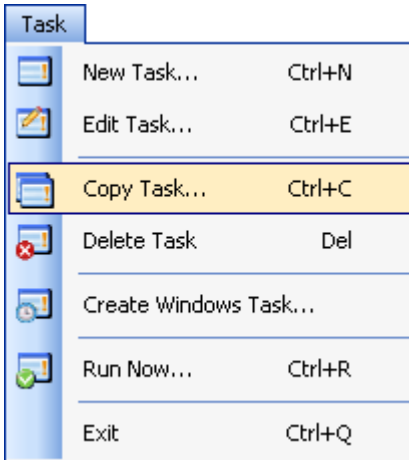 Task
New Task... Ctrl+N
Edit Task... Ctrl+E
Copy Task... Ctrl+C
Delete Task Del
Create Windows Task...
Run Now... Ctrl+R
Exit Ctrl+Q